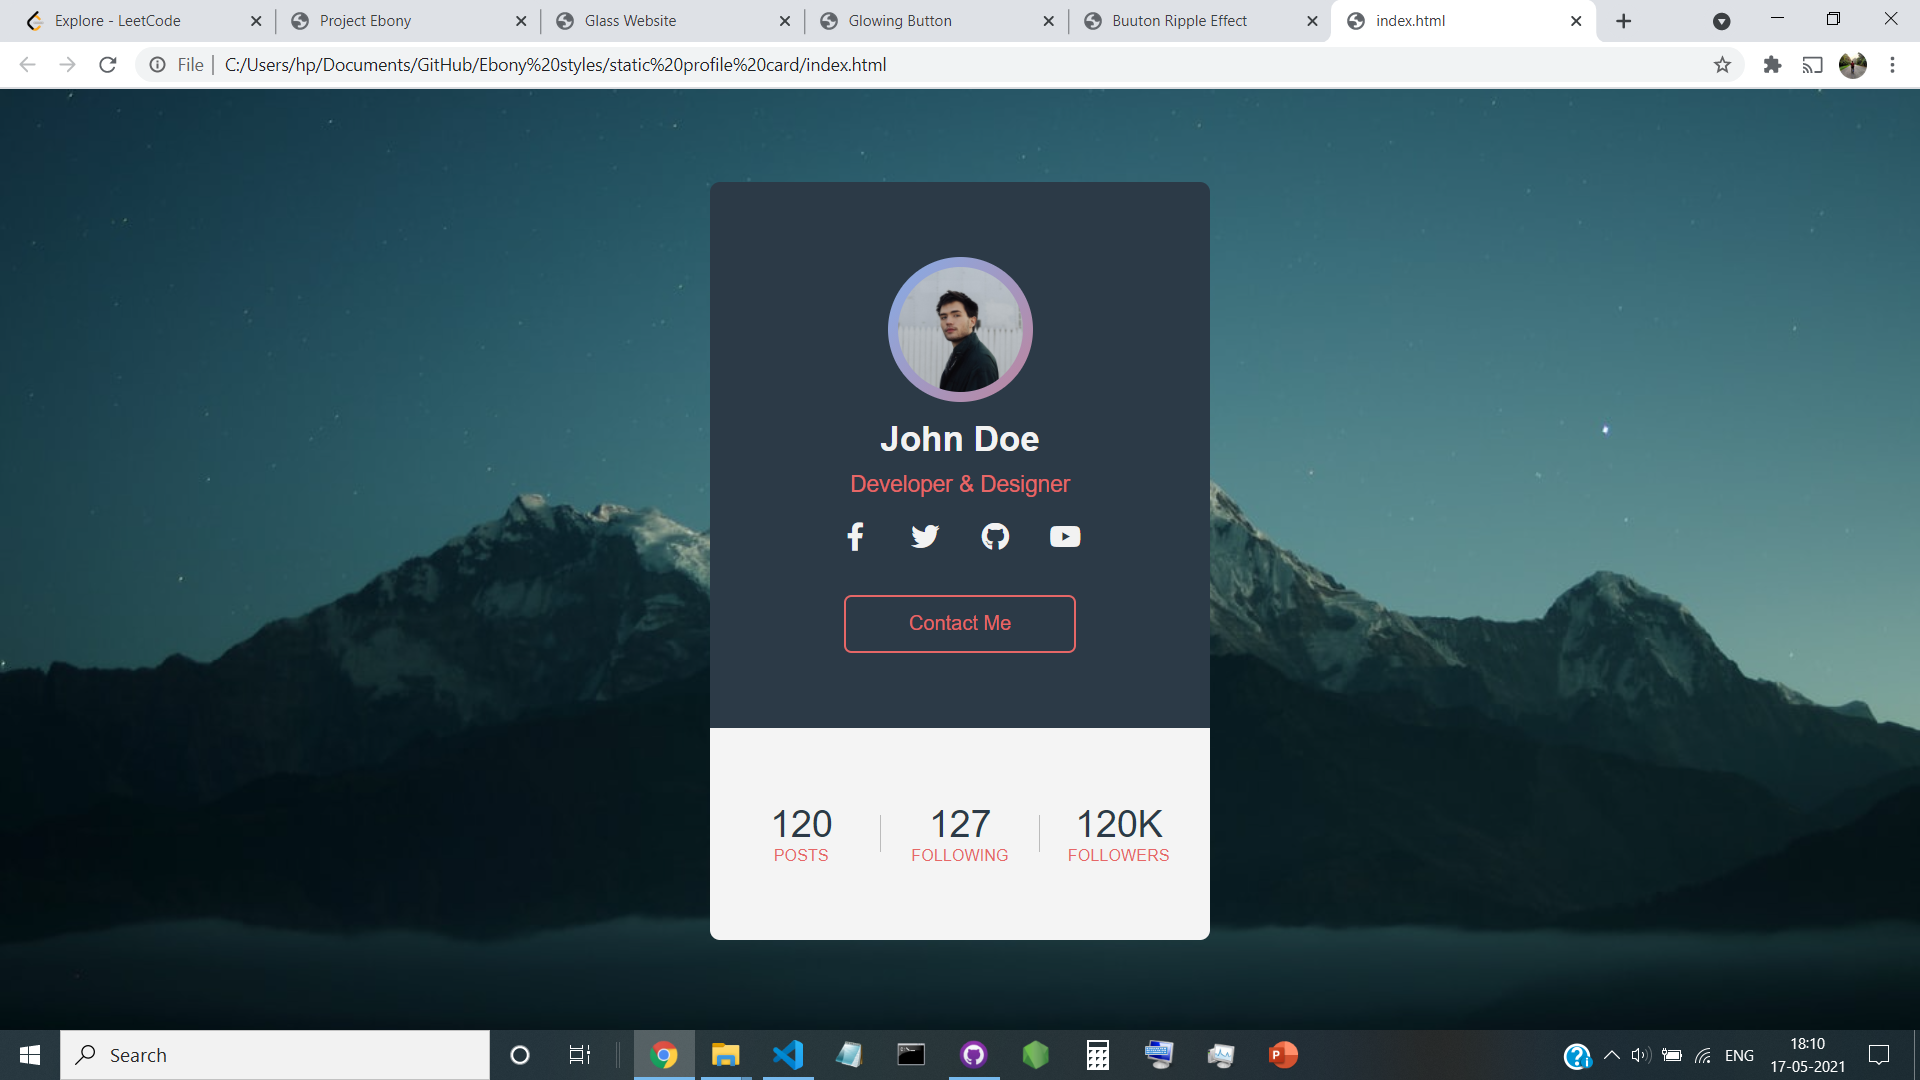 Explore - LeetCode
Project Ebony
Glass Website
Glowing Button
Buuton Ripple Effect
index.html
File
C:/Users/hp/Documents/GitHub/Ebony%20styles/static%20profile%20card/index.html
John Doe
Developer & Designer
Contact Me
120
127
120K
POSTS
FOLLOWING
FOLLOWERS
Search
ENG
18:10
17-05-2021